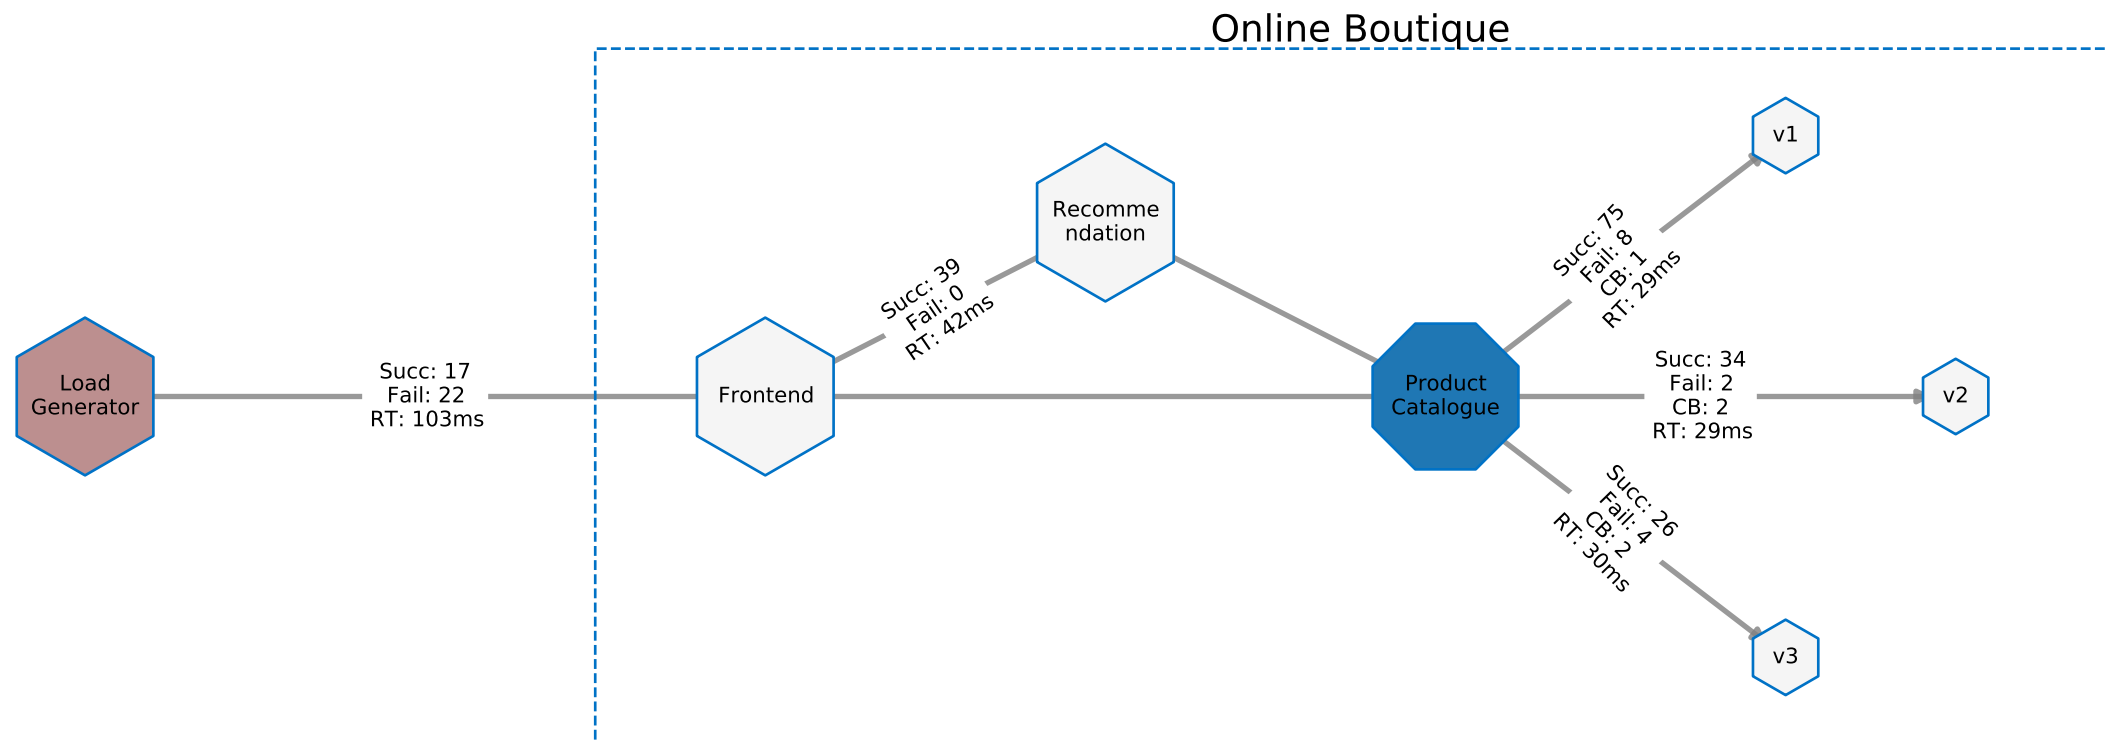 Online Boutique
Load
Generator
Succ: 17
Fail: 22
RT: 103ms
Frontend
Succ: 39
Fail: 0
RT: 42ms
Recomme
ndation
Product
Catalogue
Succ: 75
Fail: 8
CB: 1
RT: 29ms
v1
Succ: 34
Fail: 2
CB: 2
RT: 29ms
v2
Succ: 26
Fail: 4
CB: 2
RT: 30ms
v3